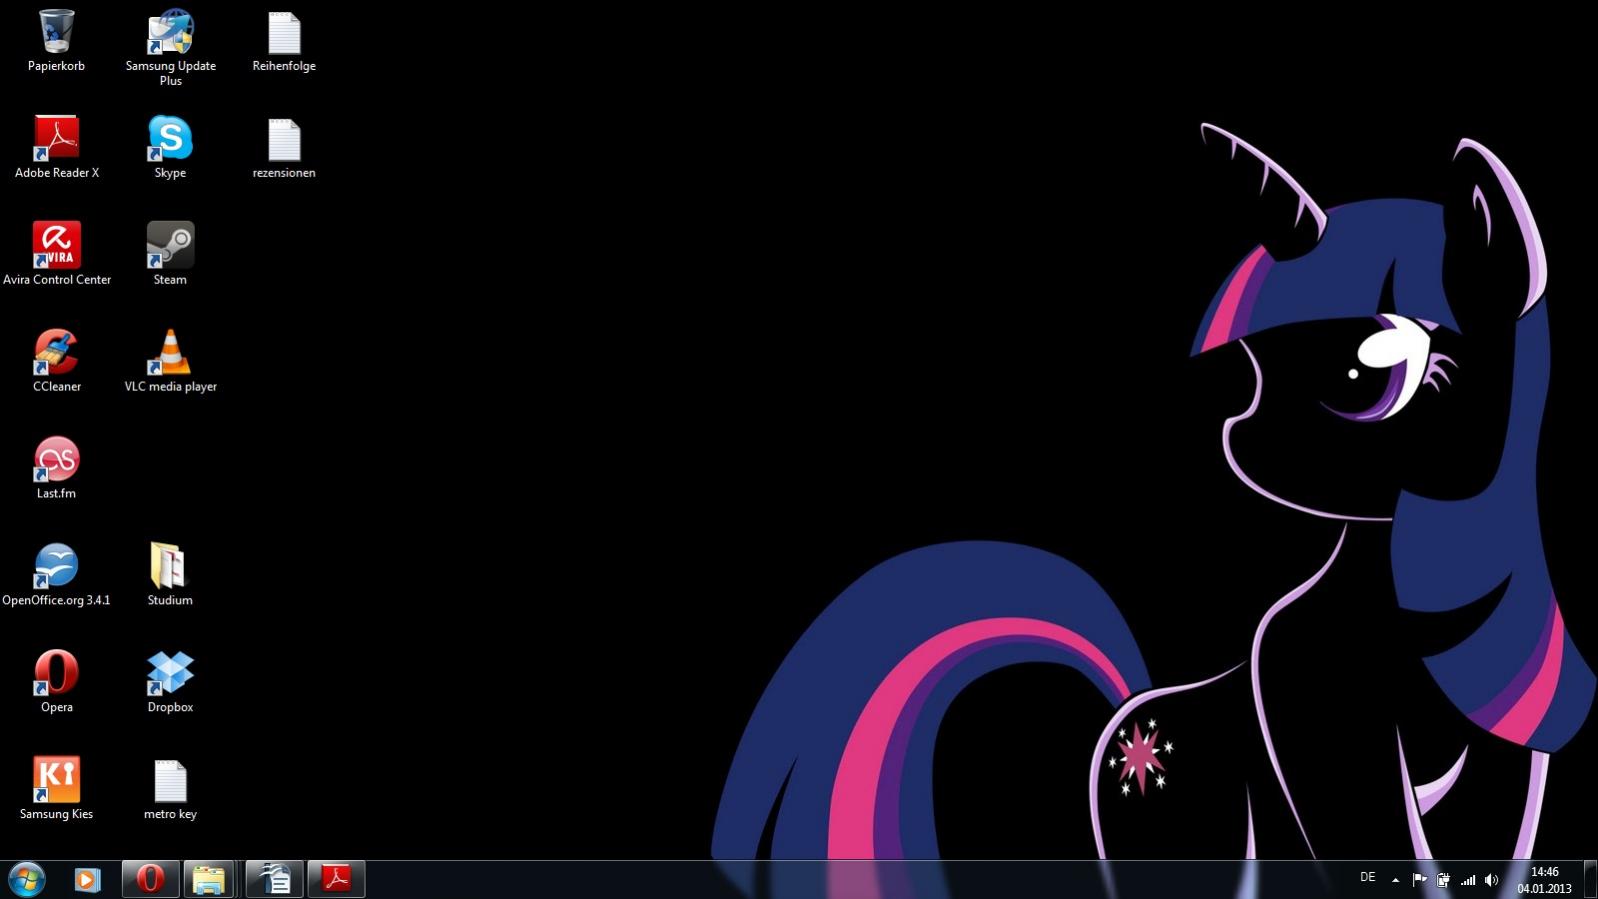 Papierkorb
Samsung Update
Plus
Reihenfolge
Adobe Reader X
Skype
rezensionen
AVIRA
Avira Control Center
Steam
CCleaner
VLC media player
Last.fm
OpenOffice.org 3.4.1
Studium
Opera
Dropbox
Samsung Kies
metro key
DE
14:46
04.01.2013